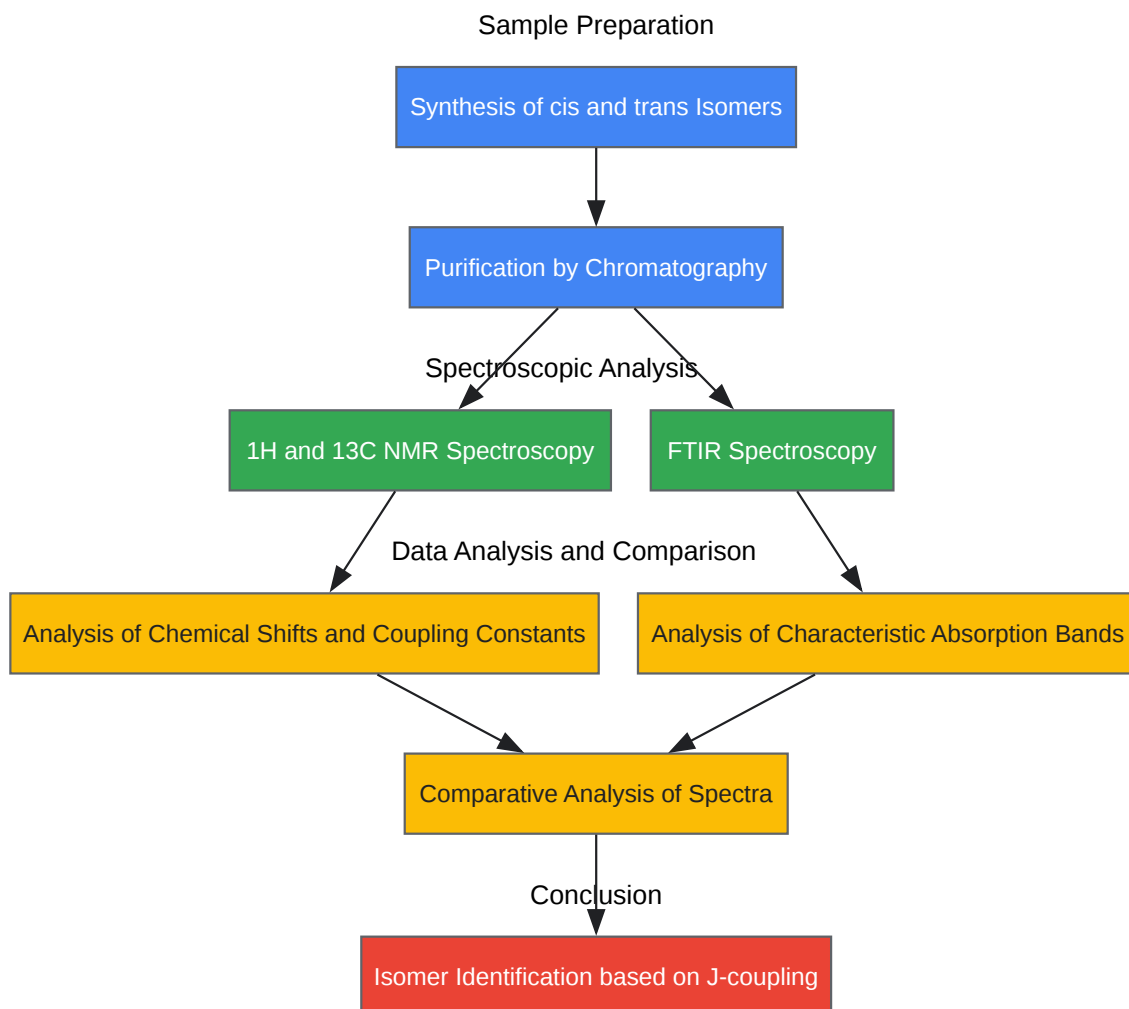 Sample Preparation
Synthesis of cis and trans Isomers
Purification by Chromatography
Spectroscopic Analysis
1H and 13C NMR Spectroscopy
FTIR Spectroscopy
Data Analysis and Comparison
Analysis of Chemical Shifts and Coupling Constants
Analysis of Characteristic Absorption Bands
Comparative Analysis of Spectra
Conclusion
Isomer Identification based on J-coupling